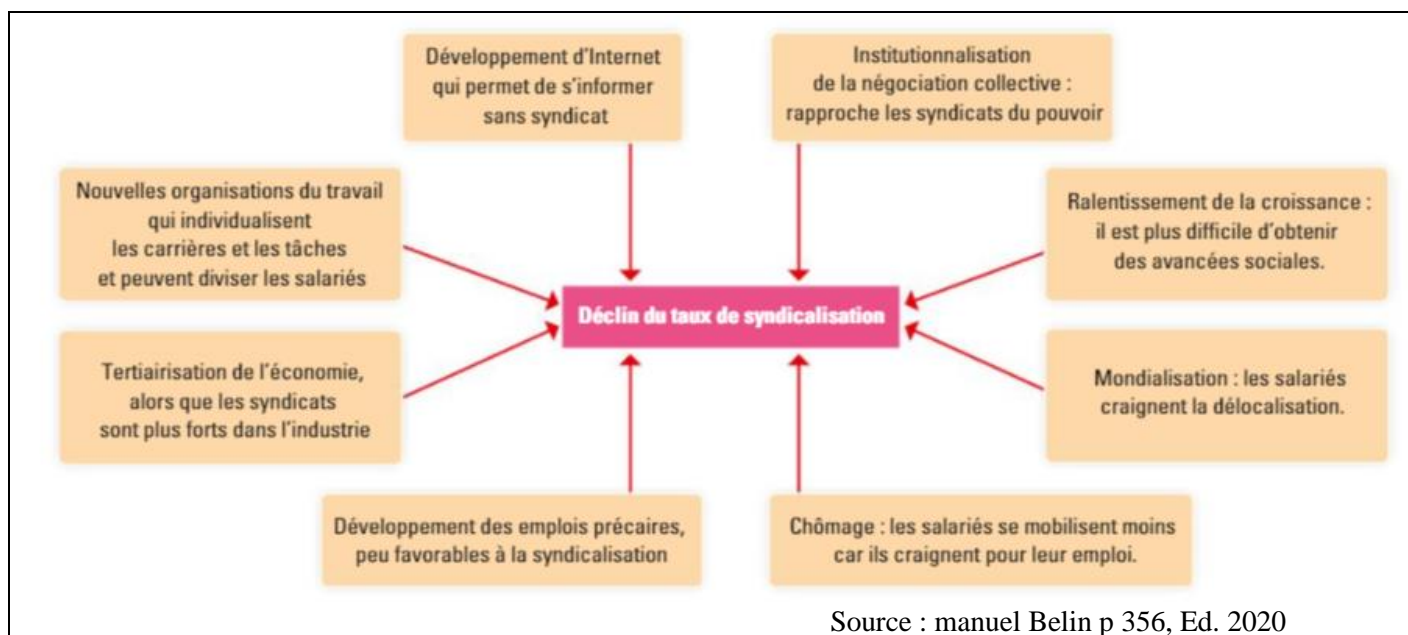 Développement d'Internet
qui permet de s'informer
sans syndicat
Institutionnalisation
de la négociation collective :
rapproche les syndicats du pouvoir
Nouvelles organisations du travail
qui individualisent
les carrières et les tâches
et peuvent diviser les salariés
Ralentissement de la croissance :
il est plus difficile d'obtenir
des avancées sociales.
Déclin du taux de syndicalisation
Tertiairisation de l'économie,
alors que les syndicats
sont plus forts dans l'industrie
Mondialisation : les salariés
craignent la délocalisation.
Développement des emplois précaires,
peu favorables à la syndicalisation
Chômage : les salariés se mobilisent moins
car ils craignent pour leur emploi.
Source : manuel Belin p 356, Ed. 2020